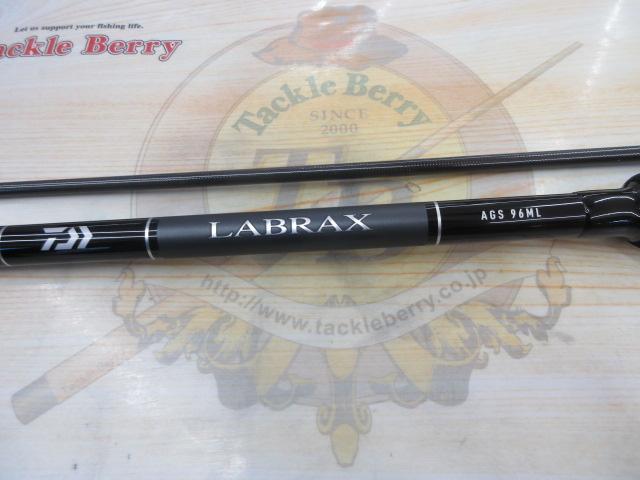 Let us support your fishing life.
Tackle Berry
Tackle Berry
SINCE
2000
LABRAX
AGS 96ML
http://www.tackleberry.co.jp